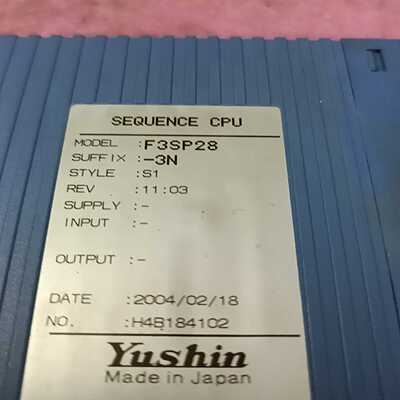 SEQUENCE CPU
MODEL :F3SP28
SUFFIX :-3N
STYLE :S1
REV :11:03
SUPPLY :-
INPUT :-
OUTPUT :-
DATE :2004/02/18
NO. :H4B184102
Yushin
Made in Japan